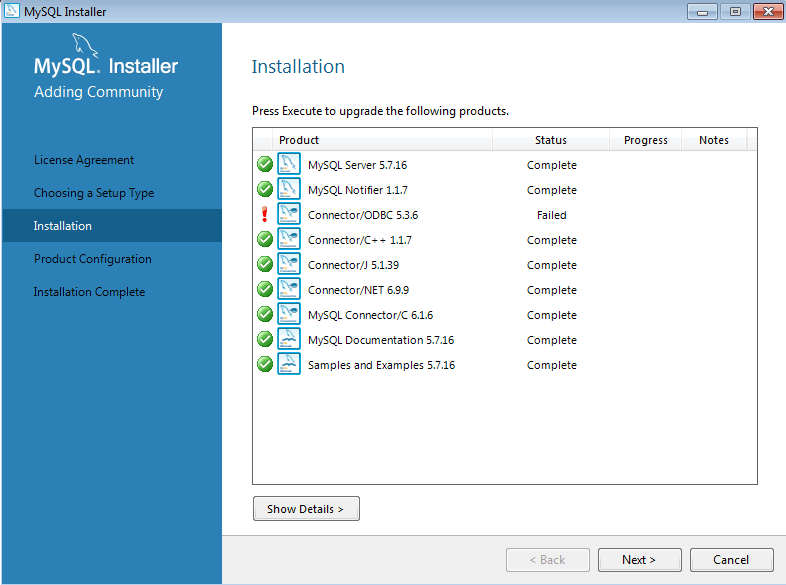 MySQL Installer
MySQL. Installer
Adding Community
License Agreement
Choosing a Setup Type
Installation
Product Configuration
Installation Complete
Installation
Press Execute to upgrade the following products.
Product Status Progress Notes
MySQL Server 5.7.16 Complete
MySQL Notifier 1.1.7 Complete
Connector/ODBC 5.3.6 Failed
Connector/C++ 1.1.7 Complete
Connector/J 5.1.39 Complete
Connector/NET 6.9.9 Complete
MySQL Connector/C 6.1.6 Complete
MySQL Documentation 5.7.16 Complete
Samples and Examples 5.7.16 Complete
Show Details >
< Back Next > Cancel